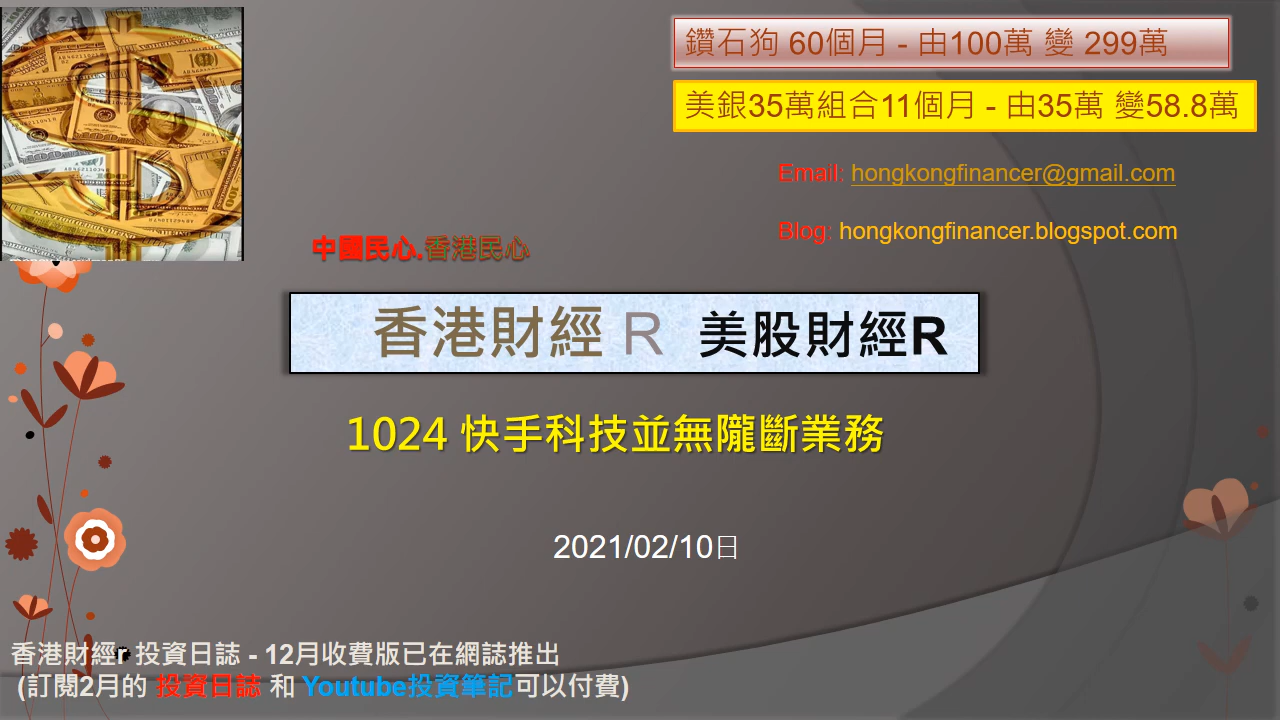 鑽石狗 60個月 - 由100萬 變 299萬
美銀35萬組合11個月 - 由35萬 變58.8萬
Email: hongkongfinancer@gmail.com
Blog: hongkongfinancer.blogspot.com
中國民心.香港民心
香港財經 R 美股財經R
1024 快手科技並無隴斷業務
2021/02/10日
香港財經r 投資日誌 - 12月收費版已在網誌推出
(訂閱2月的 投資日誌 和 Youtube投資筆記可以付費)